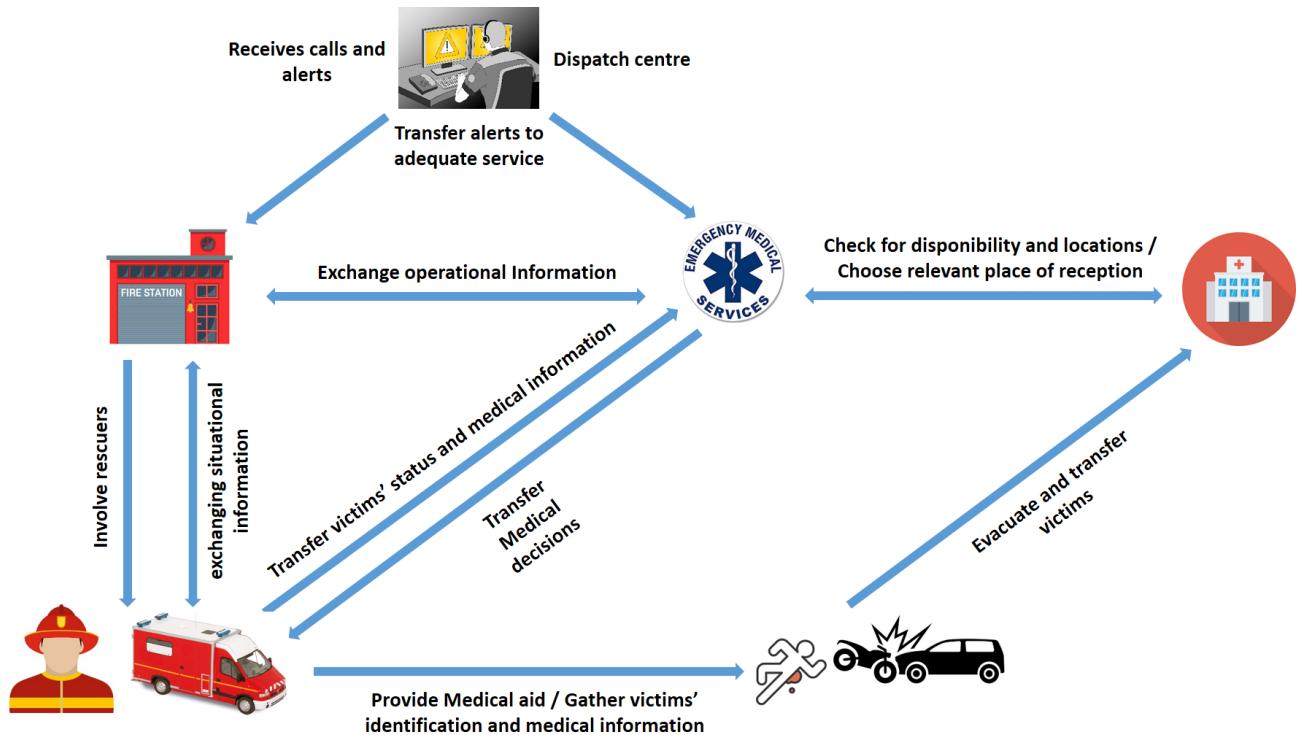 Receives calls and
alerts
Dispatch centre
Transfer alerts to
adequate service
FIRE STATION
Exchange operational Information
EMERGENCY MEDICAL
SERVICES
Check for disponibility and locations /
Choose relevant place of reception
Involve rescuers
exchanging situational
information
Transfer victims' status and medical information
Transfer
Medical
decisions
Evacuate and transfer
victims
Provide Medical aid / Gather victims'
identification and medical information